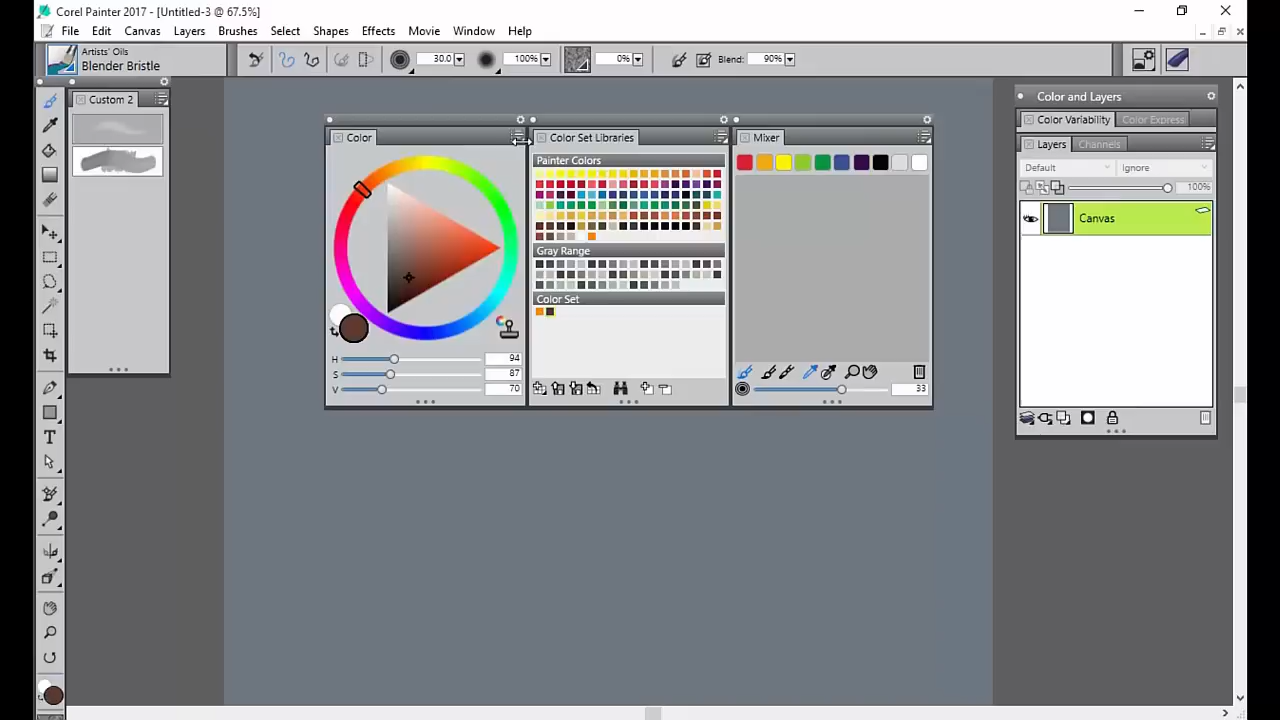 Corel Painter 2017 - [Untitled-3 @ 67.5%]
File Edit Canvas Layers Brushes Select Shapes Effects Movie Window Help
Artists' Oils
Blender Bristle
30.0 100% 0% Blend: 90%
Custom 2
Color
H 94
S 87
V 70
Color Set Libraries
Painter Colors
Gray Range
Color Set
Mixer
33
Color and Layers
Color Variability Color Express
Layers Channels
Default Ignore
100%
Canvas
T